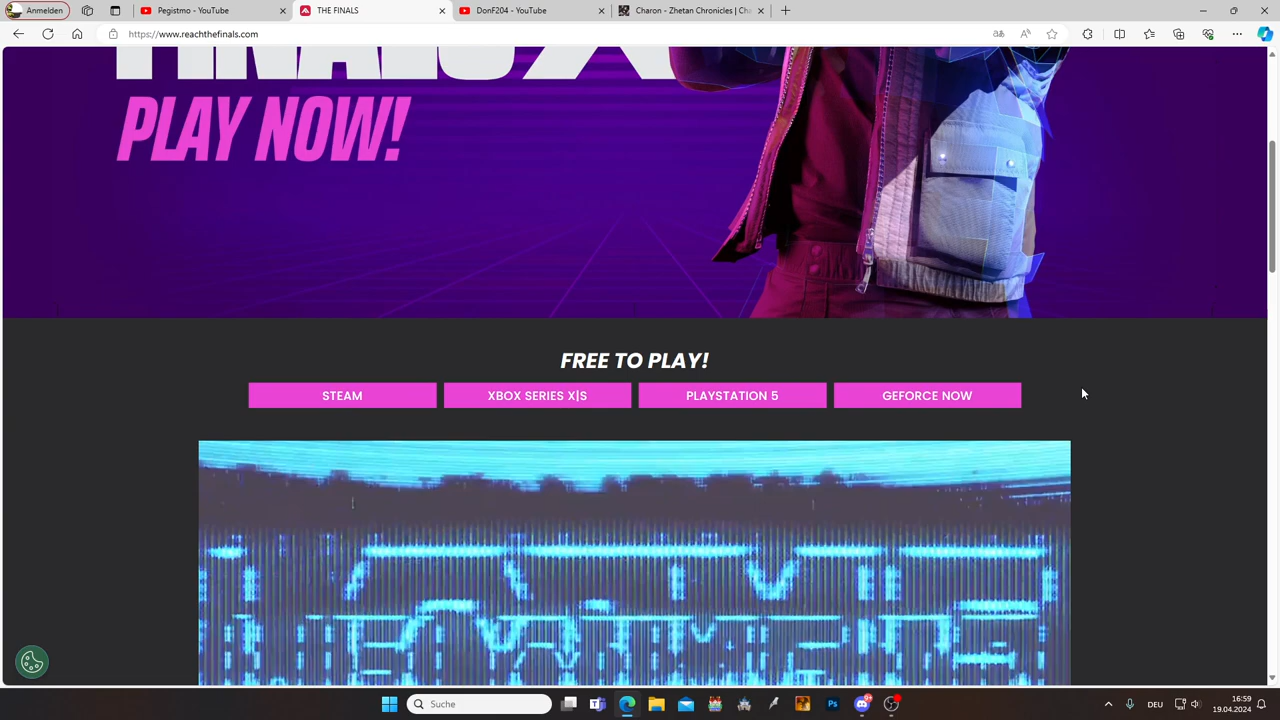 Anmelden
Pegistmo - YouTube
THE FINALS
DonF204 - YouTube
Charon - Zhetan Chronicles | Cha
https://www.reachthefinals.com
FINALS X
PLAY NOW!
FREE TO PLAY!
STEAM
XBOX SERIES X|S
PLAYSTATION 5
GEFORCE NOW
Suche
DEU
16:59
19.04.2024